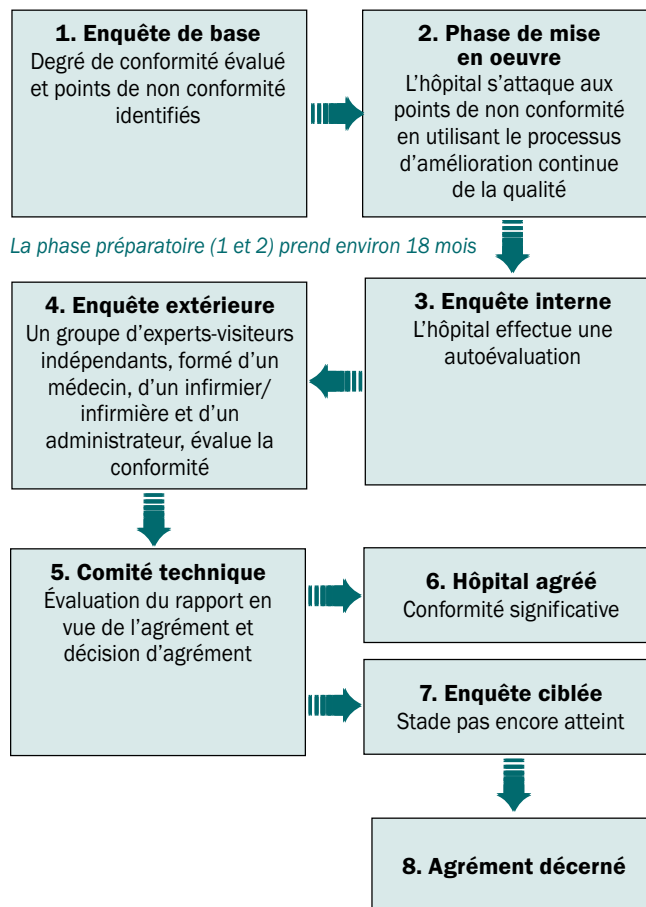 1. Enquête de base
Degré de conformité évalué
et points de non conformité
identifiés
2. Phase de mise
en oeuvre
L'hôpital s'attaque aux
points de non conformité
en utilisant le processus
d'amélioration continue
de la qualité
La phase préparatoire (1 et 2) prend environ 18 mois
3. Enquête interne
L'hôpital effectue une
autoévaluation
4. Enquête extérieure
Un groupe d'experts-visiteurs
indépendants, formé d'un
médecin, d'un infirmier/
infirmière et d'un
administrateur, évalue la
conformité
5. Comité technique
Évaluation du rapport en
vue de l'agrément et
décision d'agrément
6. Hôpital agréé
Conformité significative
7. Enquête ciblée
Stade pas encore atteint
8. Agrément décerné